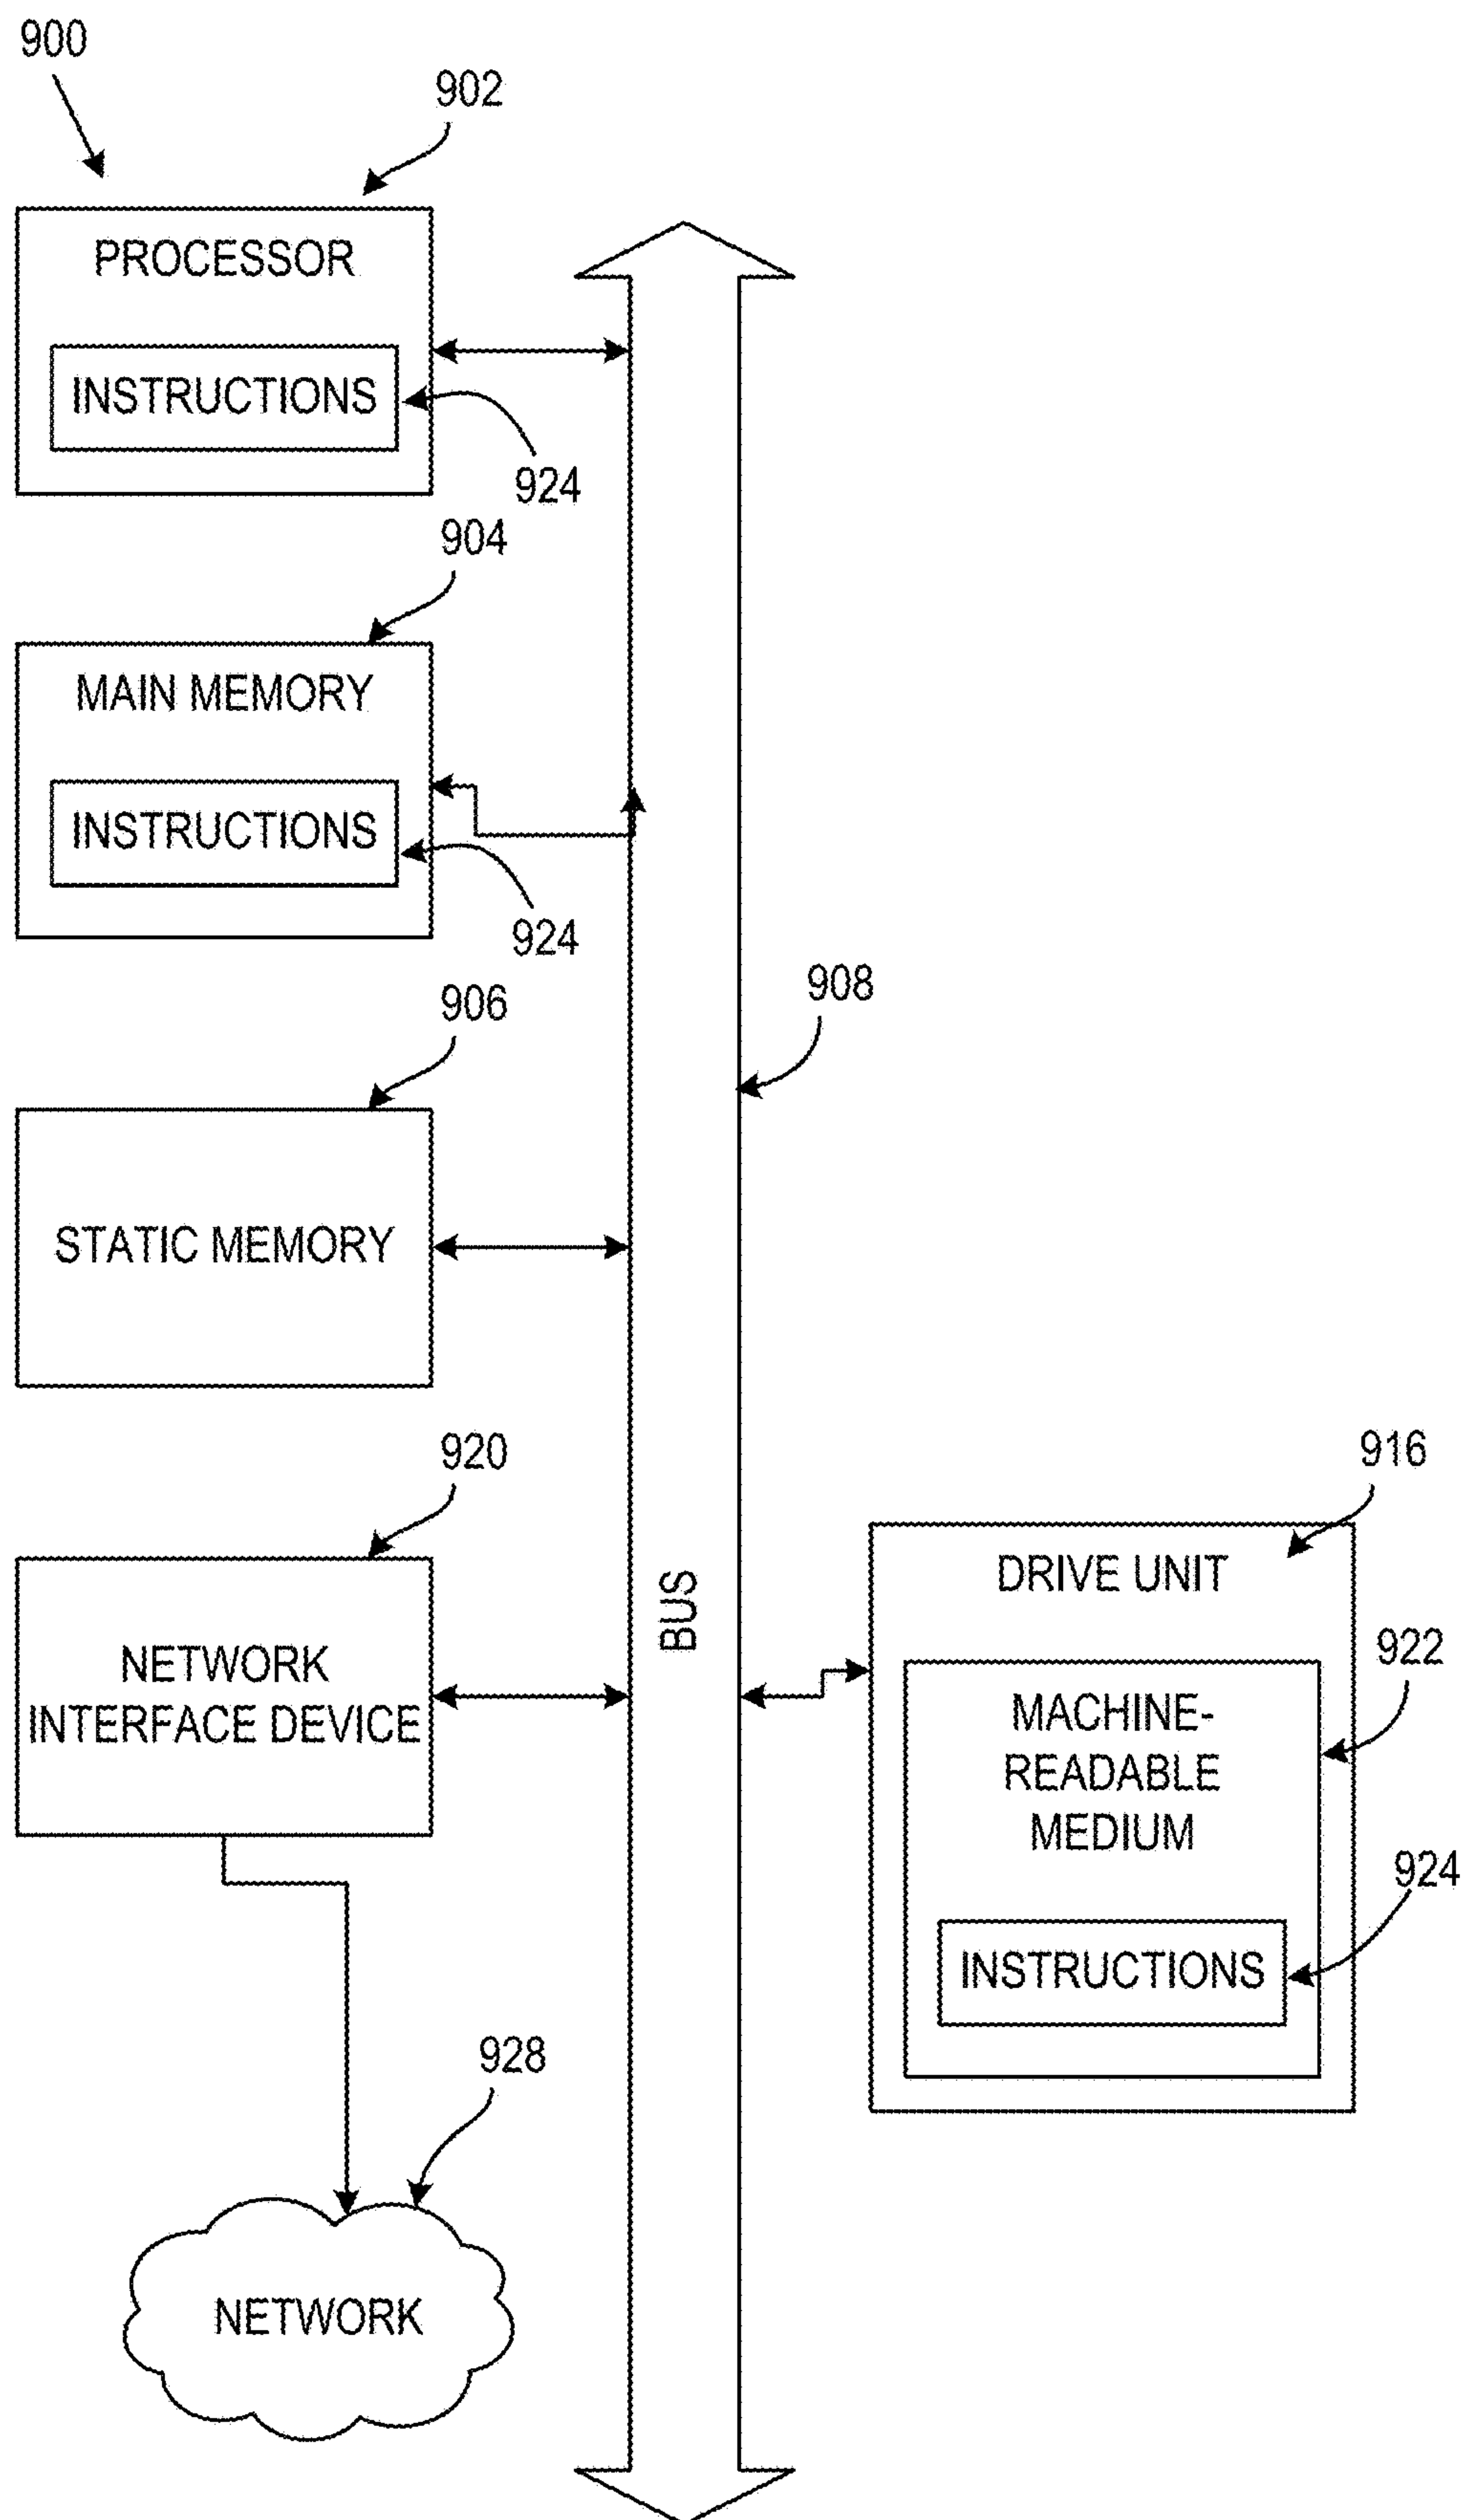 900
902
PROCESSOR
INSTRUCTIONS
924
904
MAIN MEMORY
INSTRUCTIONS
924
906
908
STATIC MEMORY
920
916
NETWORK
INTERFACE DEVICE
BUS
DRIVE UNIT
922
MACHINE-
READABLE
MEDIUM
924
INSTRUCTIONS
928
NETWORK